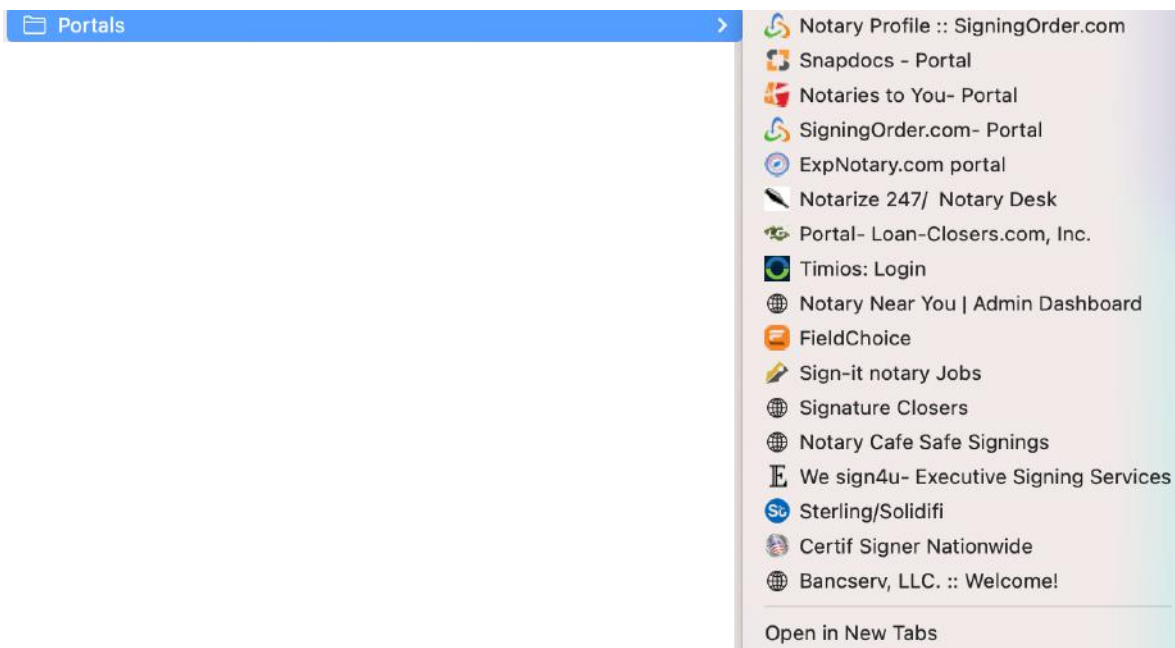 Portals
Notary Profile :: SigningOrder.com
Snapdocs - Portal
Notaries to You- Portal
SigningOrder.com- Portal
ExpNotary.com portal
Notarize 247/ Notary Desk
Portal- Loan-Closers.com, Inc.
Timios: Login
Notary Near You | Admin Dashboard
FieldChoice
Sign-it notary Jobs
Signature Closers
Notary Cafe Safe Signings
E We sign4u- Executive Signing Services
St Sterling/Solidifi
Certif Signer Nationwide
Bancserv, LLC. :: Welcome!
Open in New Tabs